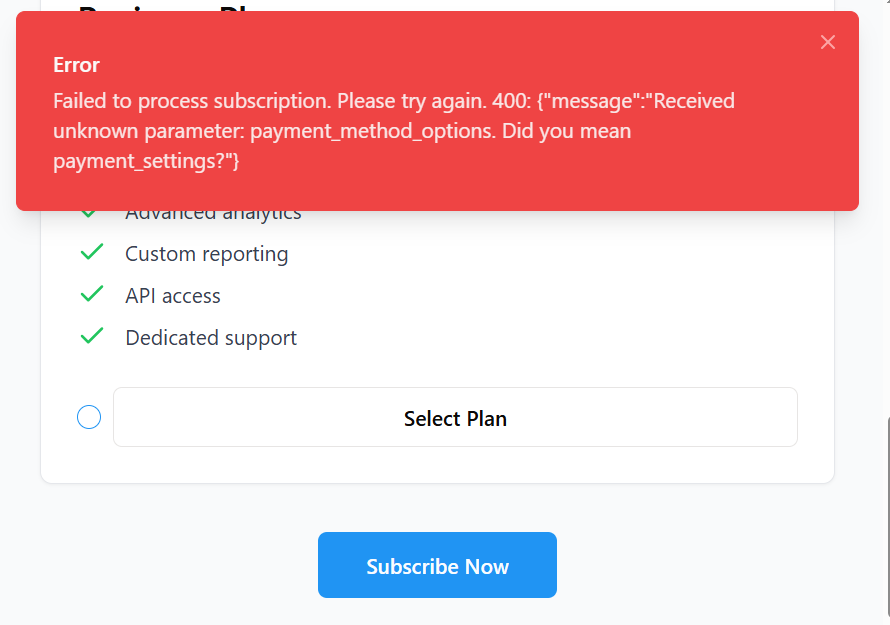 Error
Failed to process subscription. Please try again. 400: {"message":"Received
unknown parameter: payment_method_options. Did you mean
payment_settings?"}
Advanced analytics
Custom reporting
API access
Dedicated support
Select Plan
Subscribe Now